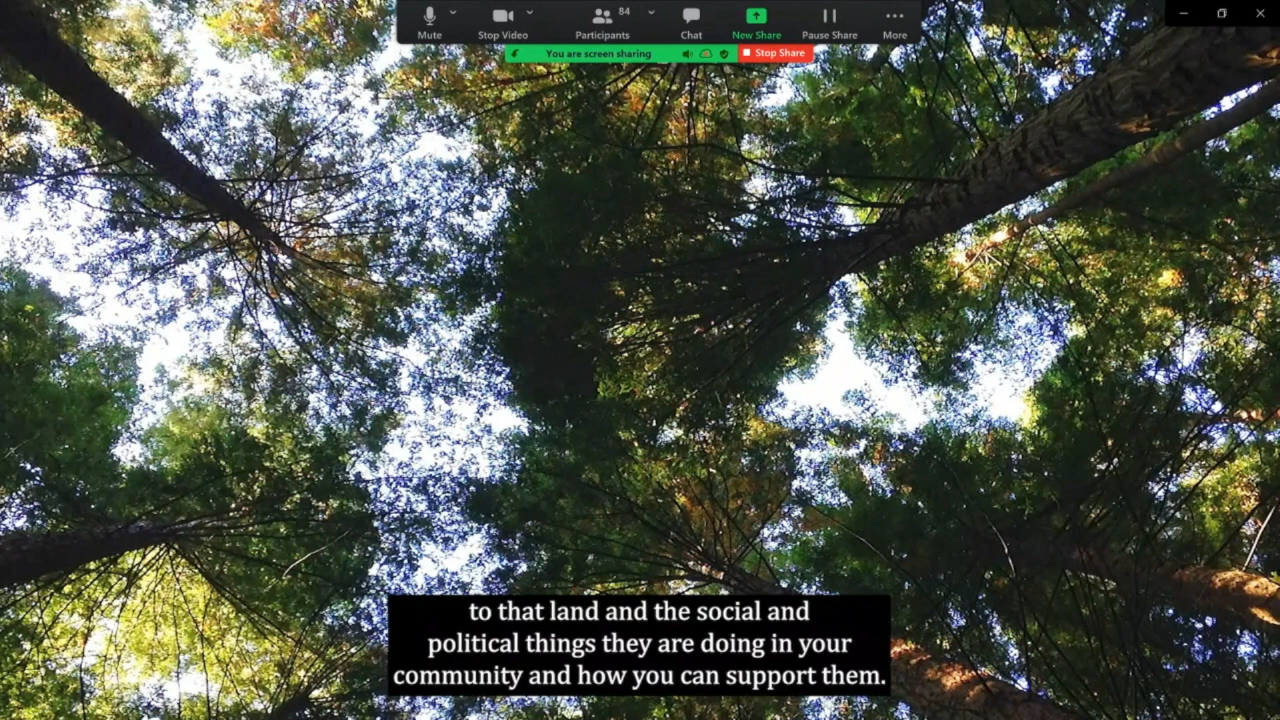 84
Mute
Stop Video
Participants
Chat
New Share
Pause Share
More
You are screen sharing
Stop Share
to that land and the social and
political things they are doing in your
community and how you can support them.